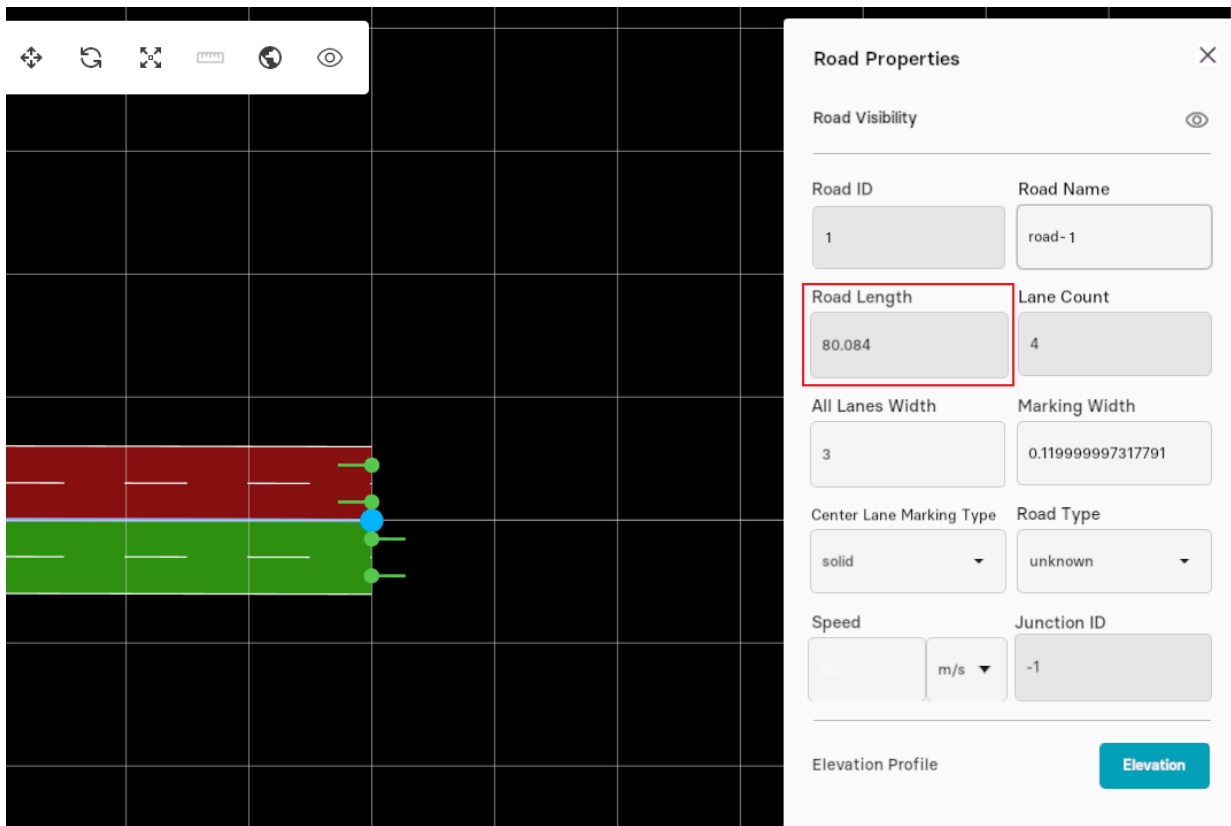 Road Properties
Road Visibility
Road ID
Road Name
1
road-1
Road Length
Lane Count
80.084
4
All Lanes Width
Marking Width
3
0.119999997317791
Center Lane Marking Type
Road Type
solid
unknown
Speed
Junction ID
m/s
-1
Elevation Profile
Elevation